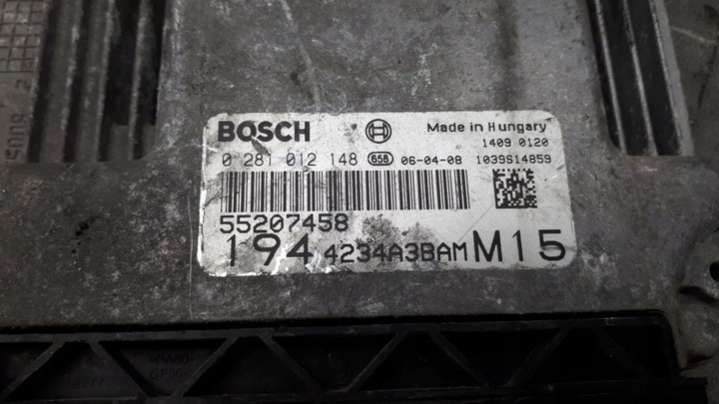 BOSCH
Made in Hungary
1409 0120
0 281 012 148 658 06-04-08 1039S14859
55207458
194 4234A3BAM M15